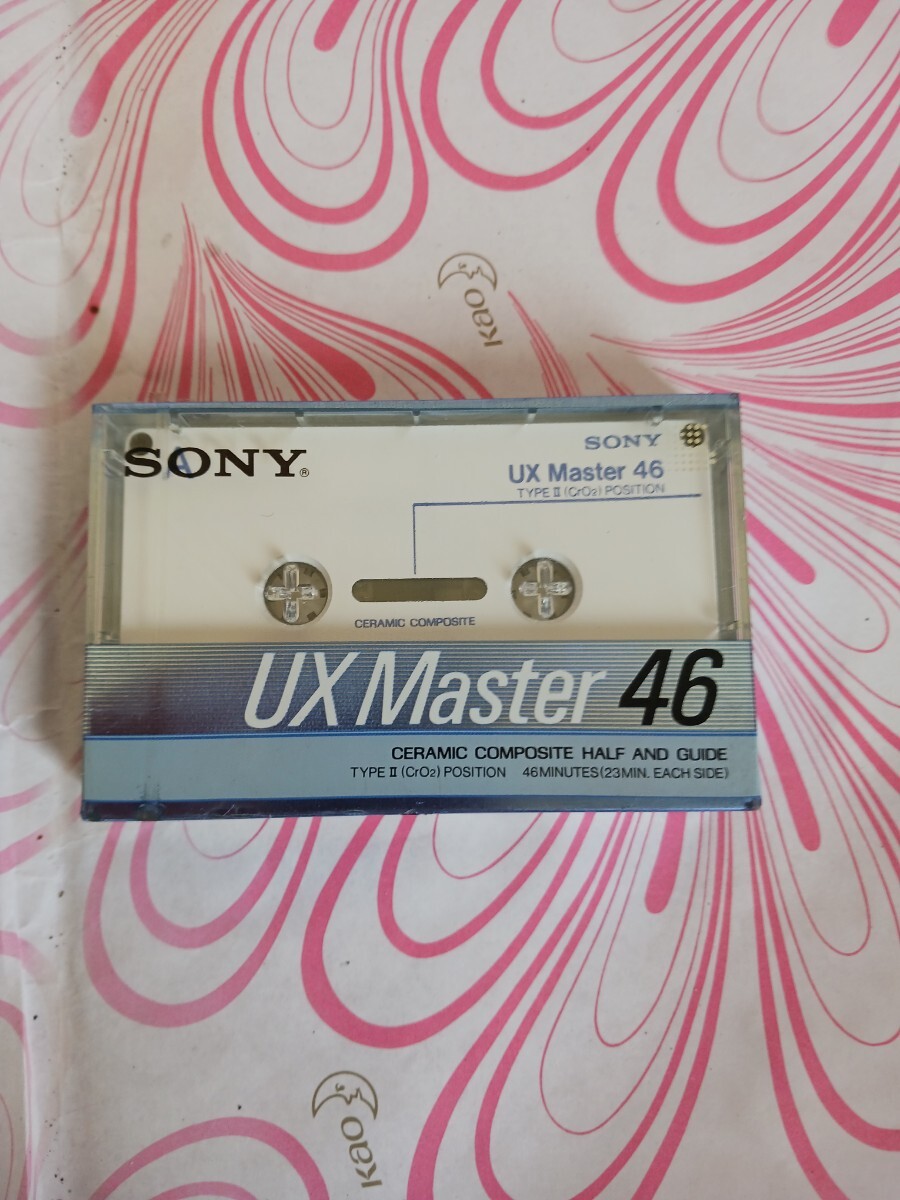 Kao
SONY®
A
SONY
UX Master 46
TYPE II (CrO2) POSITION
CERAMIC COMPOSITE
UX Master 46
CERAMIC COMPOSITE HALF AND GUIDE
TYPE II (CrO2) POSITION 46MINUTES(23MIN. EACH SIDE)
Kao